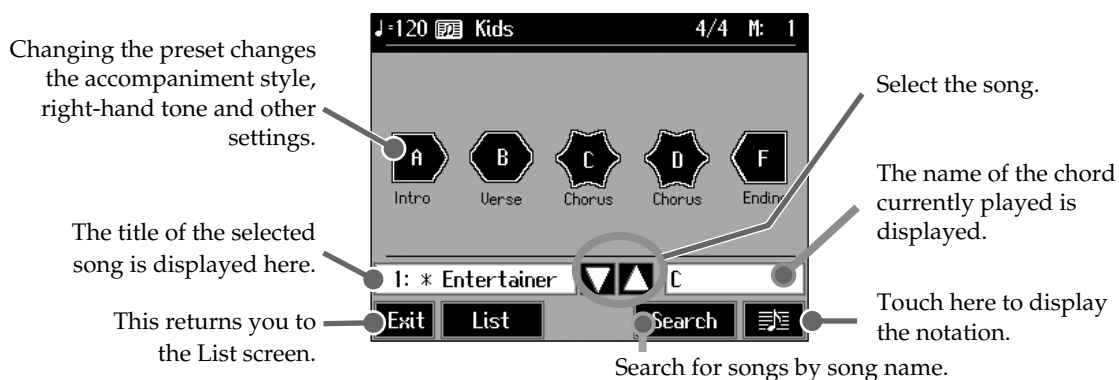 ♩=120 Kids 4/4 M: 1
Changing the preset changes
the accompaniment style,
right-hand tone and other
settings.
Select the song.
A B C D F
Intro Verse Chorus Chorus Ending
The name of the chord
currently played is
displayed.
The title of the selected
song is displayed here.
1: * Entertainer C
This returns you to
the List screen.
Exit List Search
Touch here to display
the notation.
Search for songs by song name.